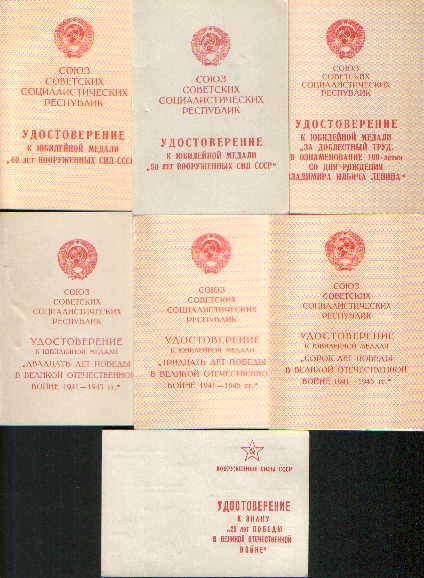 СОЮЗ
СОВЕТСКИХ
СОЦИАЛИСТИЧЕСКИХ
РЕСПУБЛИК
УДОСТОВЕРЕНИЕ
К ЮБИЛЕЙНОЙ МЕДАЛИ
„60 ЛЕТ ВООРУЖЕННЫХ СИЛ СССР
СОЮЗ
СОВЕТСКИХ
СОЦИАЛИСТИЧЕСКИХ
РЕСПУБЛИК
УДОСТОВЕРЕНИЕ
К ЮБИЛЕЙНОЙ МЕДАЛИ
„50 ЛЕТ ВООРУЖЕННЫХ СИЛ СССР“
СОЮЗ
СОВЕТСКИХ
СОЦИАЛИСТИЧЕСКИХ
РЕСПУБЛИК
УДОСТОВЕРЕНИЕ
К ЮБИЛЕЙНОЙ МЕДАЛИ
„ЗА ДОБЛЕСТНЫЙ ТРУД.
В ОЗНАМЕНОВАНИЕ 100-летия
СО ДНЯ РОЖДЕНИЯ
ВЛАДИМИРА ИЛЬИЧА ЛЕНИНА“
СОЮЗ
СОВЕТСКИХ
СОЦИАЛИСТИЧЕСКИХ
РЕСПУБЛИК
УДОСТОВЕРЕНИЕ
К ЮБИЛЕЙНОЙ МЕДАЛИ
„ДВАДЦАТЬ ЛЕТ ПОБЕДЫ
В ВЕЛИКОЙ ОТЕЧЕСТВЕННО
ВОЙНЕ 1941—1945 гг.“
СОЮЗ
СОВЕТСКИХ
СОЦИАЛИСТИЧЕСКИХ
РЕСПУБЛИК
УДОСТОВЕРЕНИЕ
К ЮБИЛЕЙНОЙ МЕДАЛИ
„ТРИДЦАТЬ ЛЕТ ПОБЕДЫ
В ВЕЛИКОЙ ОТЕЧЕСТВЕННО
ВОЙНЕ 1941—1945 гг.“
СОЮЗ
СОВЕТСКИХ
СОЦИАЛИСТИЧЕСКИХ
РЕСПУБЛИК
УДОСТОВЕРЕНИЕ
К ЮБИЛЕЙНОЙ МЕДАЛИ
„СОРОК ЛЕТ ПОБЕДЫ
В ВЕЛИКОЙ ОТЕЧЕСТВЕННОЙ
ВОЙНЕ 1941—1945 гг.“
ВООРУЖЕННЫЕ СИЛЫ СССР
УДОСТОВЕРЕНИЕ
К ЗНАКУ
„25 ЛЕТ ПОБЕДЫ
В ВЕЛИКОЙ ОТЕЧЕСТВЕННОЙ
ВОЙНЕ“